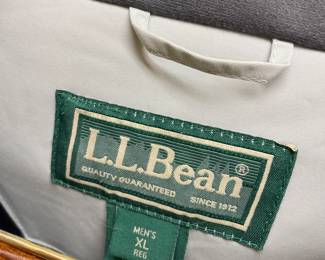 L.L.Bean®
QUALITY GUARANTEED SINCE 1912
MEN'S
XL
REG